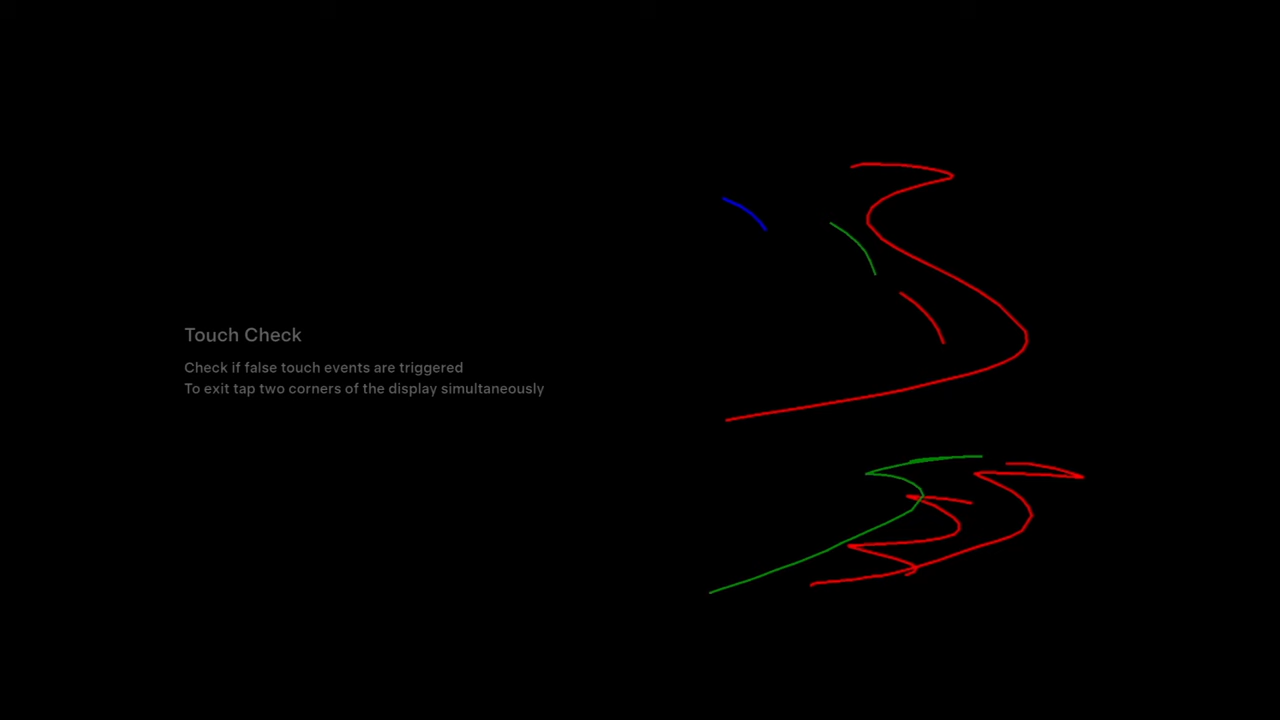 Touch Check
Check if false touch events are triggered
To exit tap two corners of the display simultaneously